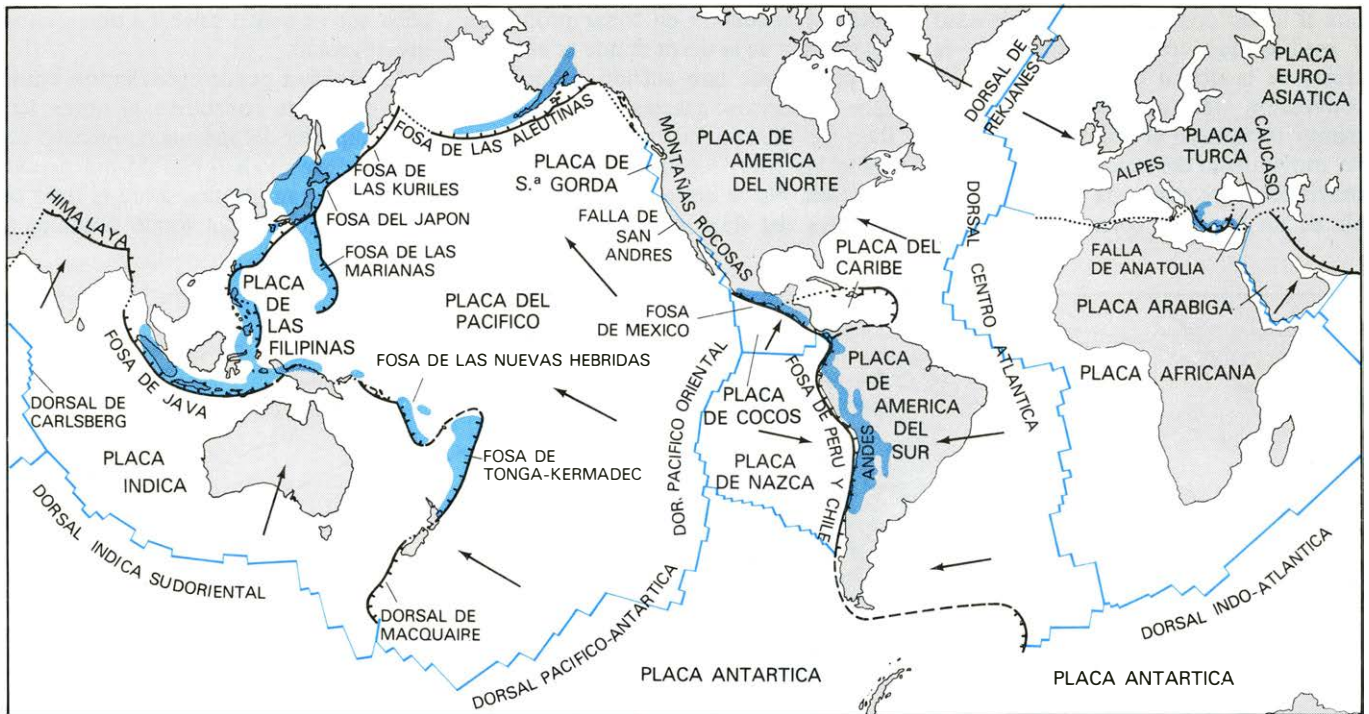 HIMALAYA
FOSA DE LAS ALEUTINAS
FOSA DE
LAS KURILES
FOSA DEL JAPON
FOSA DE LAS
MARIANAS
PLACA
DE
LAS
FILIPINAS
FOSA DE JAVA
DORSAL DE
CARLSBERG
PLACA
INDICA
DORSAL INDICA SUDORIENTAL
PLACA DEL
PACIFICO
FOSA DE LAS NUEVAS HEBRIDAS
FOSA DE
TONGA-KERMADEC
DORSAL DE
MACQUAIRE
DORSAL PACIFICO-ANTARTICA
PLACA DE
S.ª GORDA
MONTAÑAS ROCOSAS
FALLA DE
SAN
ANDRES
PLACA DE
AMERICA
DEL NORTE
PLACA DEL
CARIBE
FOSA
DE MEXICO
DOR. PACIFICO ORIENTAL
PLACA
DE COCOS
PLACA
DE NAZCA
FOSA DE PERU Y CHILE
ANDES
PLACA
DE
AMERICA
DEL
SUR
DORSAL DE
REKJANES
DORSAL CENTRO ATLANTICA
PLACA
EURO-
ASIATICA
PLACA
TURCA
CAUCASO
ALPES
FALLA
DE ANATOLIA
PLACA ARABIGA
PLACA AFRICANA
DORSAL INDO-ATLANTICA
PLACA ANTARTICA
PLACA ANTARTICA